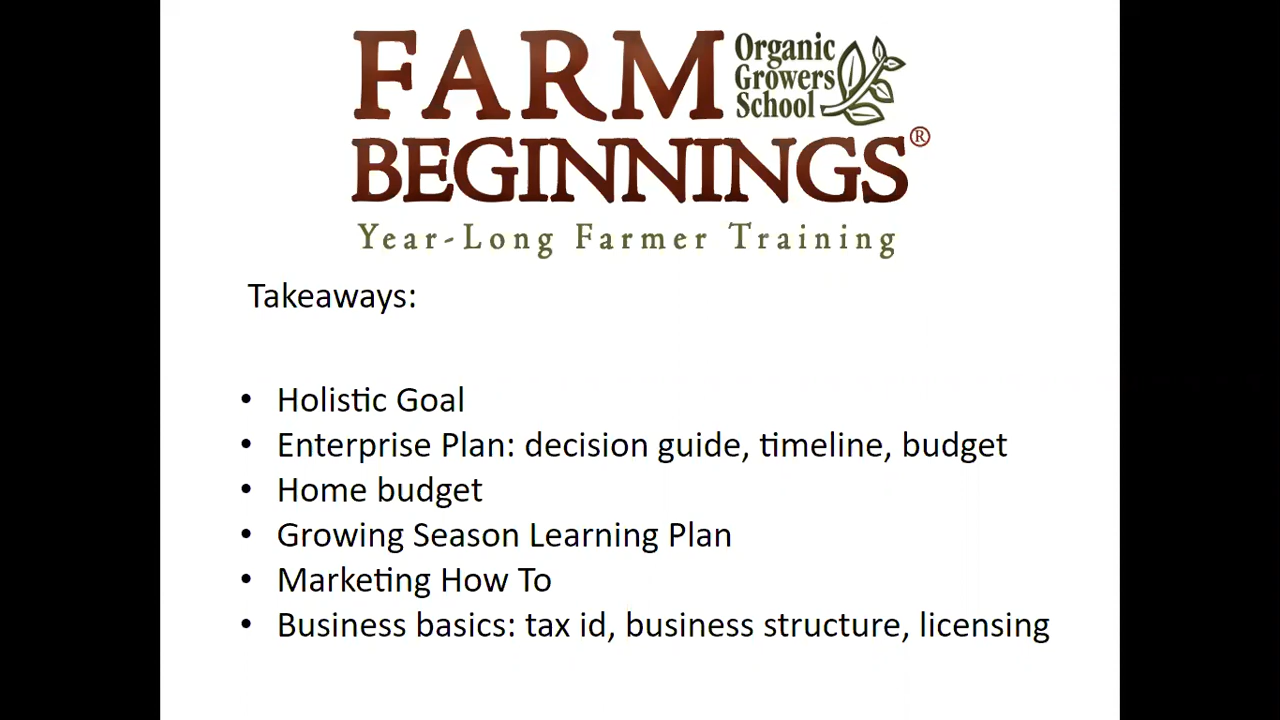 FARM
Organic
Growers
School
BEGINNINGS®
Year-Long Farmer Training
Takeaways:
• Holistic Goal
• Enterprise Plan: decision guide, timeline, budget
• Home budget
• Growing Season Learning Plan
• Marketing How To
• Business basics: tax id, business structure, licensing